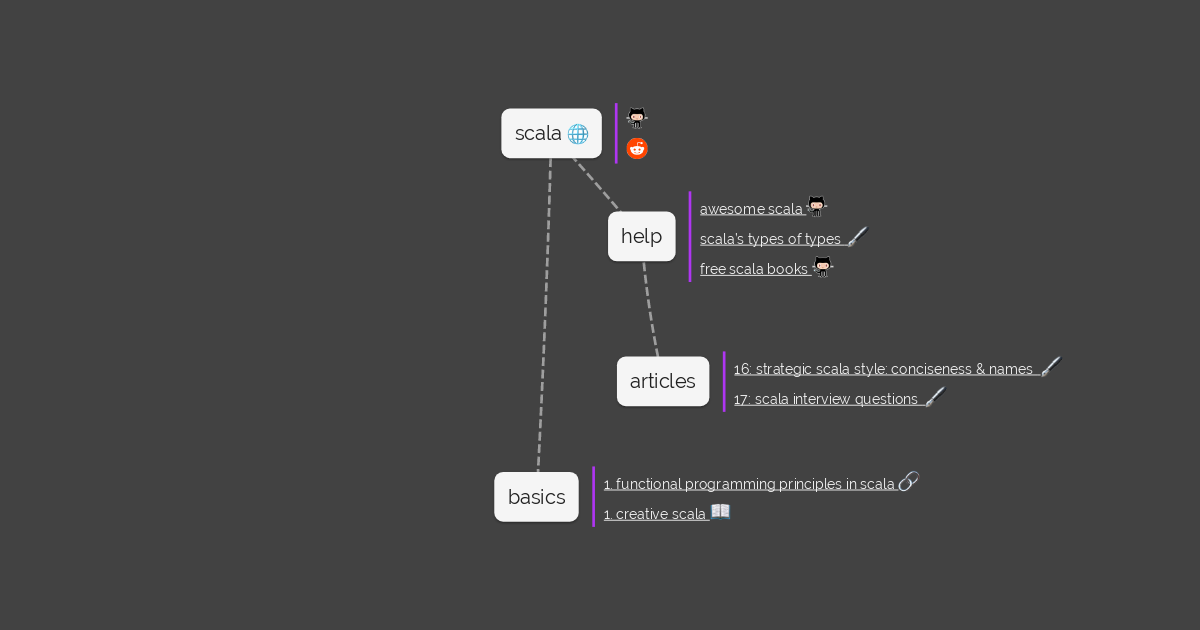 scala
help
awesome scala
scala's types of types
free scala books
articles
16: strategic scala style: conciseness & names
17: scala interview questions
basics
1. functional programming principles in scala
1. creative scala